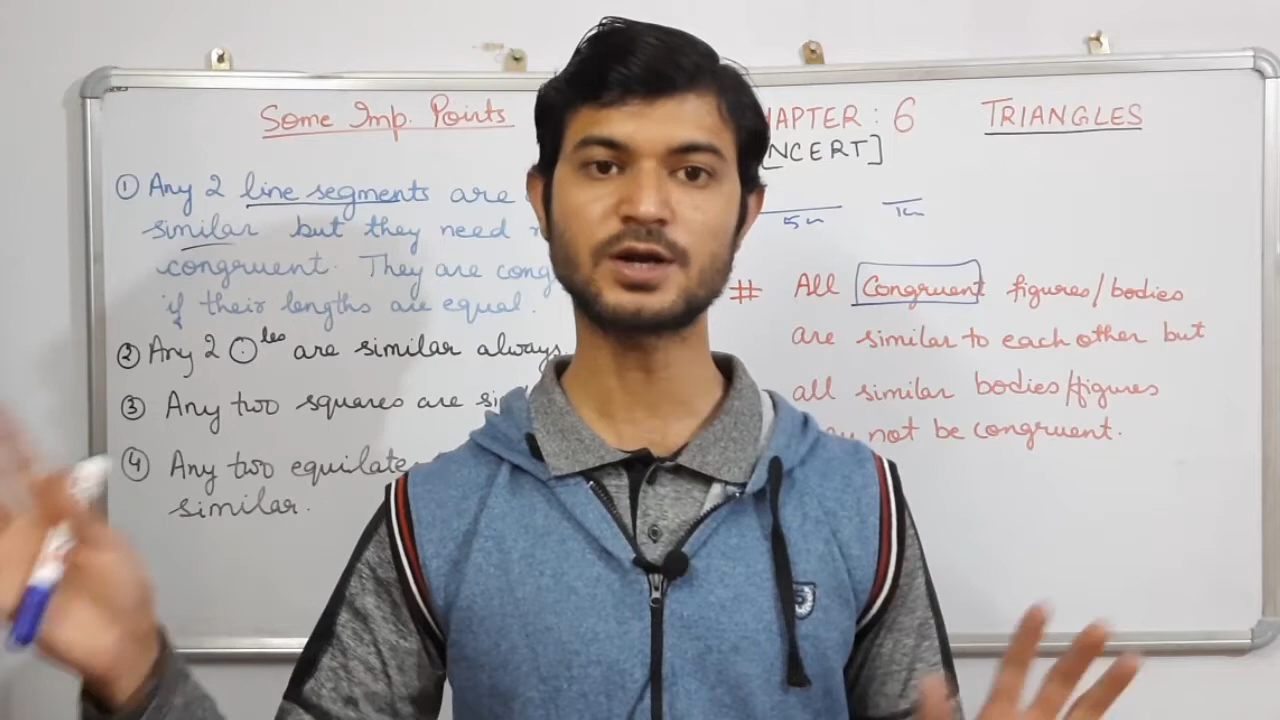 Some Imp. Points
CHAPTER : 6 TRIANGLES
[NCERT]
① Any 2 line segments are
similar but they need
congruent. They are cong
if their lengths are equal.
5cm 1cm
② Any 2 ⊙les are similar always.
③ Any two squares are si
④ Any two equilate
similar.
# All Congruent figures/bodies
are similar to each other but
all similar bodies/figures
not be congruent.